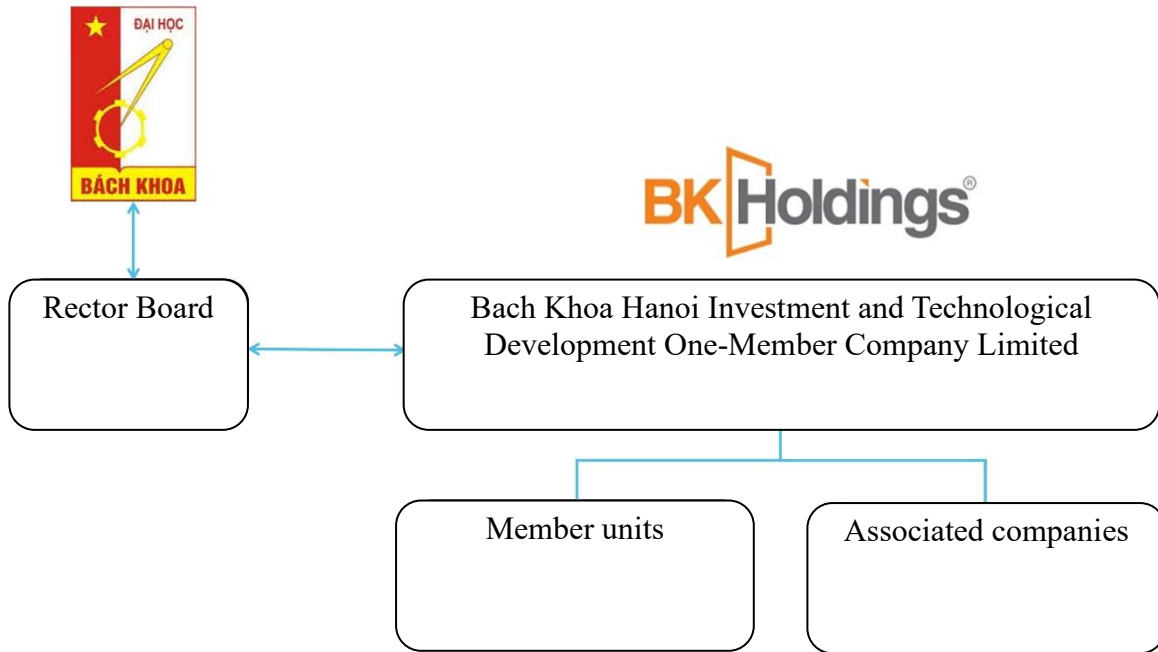 ĐẠI HỌC
BÁCH KHOA
BK Holdings®
Rector Board
Bach Khoa Hanoi Investment and Technological
Development One-Member Company Limited
Member units
Associated companies